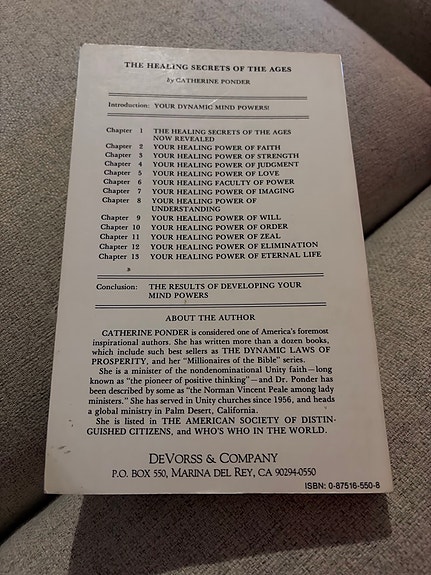 THE HEALING SECRETS OF THE AGES
by CATHERINE PONDER
Introduction: YOUR DYNAMIC MIND POWERS!
Chapter 1 THE HEALING SECRETS OF THE AGES
NOW REVEALED
Chapter 2 YOUR HEALING POWER OF FAITH
Chapter 3 YOUR HEALING POWER OF STRENGTH
Chapter 4 YOUR HEALING POWER OF JUDGMENT
Chapter 5 YOUR HEALING POWER OF LOVE
Chapter 6 YOUR HEALING FACULTY OF POWER
Chapter 7 YOUR HEALING POWER OF IMAGING
Chapter 8 YOUR HEALING POWER OF
UNDERSTANDING
Chapter 9 YOUR HEALING POWER OF WILL
Chapter 10 YOUR HEALING POWER OF ORDER
Chapter 11 YOUR HEALING POWER OF ZEAL
Chapter 12 YOUR HEALING POWER OF ELIMINATION
Chapter 13 YOUR HEALING POWER OF ETERNAL LIFE
Conclusion: THE RESULTS OF DEVELOPING YOUR
MIND POWERS
ABOUT THE AUTHOR
CATHERINE PONDER is considered one of America's foremost
inspirational authors. She has written more than a dozen books,
which include such best sellers as THE DYNAMIC LAWS OF
PROSPERITY, and her "Millionaires of the Bible" series.
She is a minister of the nondenominational Unity faith—long
known as "the pioneer of positive thinking"—and Dr. Ponder has
been described by some as "the Norman Vincent Peale among lady
ministers." She has served in Unity churches since 1956, and heads
a global ministry in Palm Desert, California.
She is listed in THE AMERICAN SOCIETY OF DISTIN-
GUISHED CITIZENS, and WHO'S WHO IN THE WORLD.
DEVORSS & COMPANY
P.O. BOX 550, MARINA DEL REY, CA 90294-0550
ISBN: 0-87516-550-8